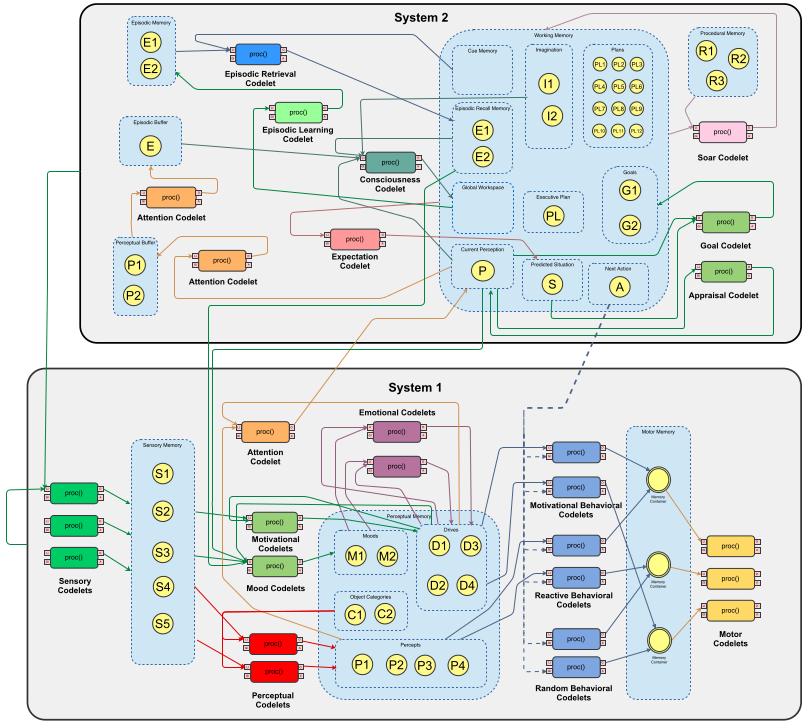 System 2
Episodic Memory
E1
E2
proc()
Episodic Retrieval
Codelet
proc()
Episodic Learning
Codelet
Episodic Buffer
E
proc()
Attention Codelet
Perceptual Buffer
P1
P2
proc()
Attention Codelet
proc()
Consciousness
Codelet
proc()
Expectation
Codelet
Working Memory
Cue Memory
Imagination
I1
I2
Plans
PL1
PL2
PL3
PL4
PL5
PL6
PL7
PL8
PL9
PL10
PL11
PL12
Episodic Recall Memory
E1
E2
Global Workspace
Executive Plan
PL
Goals
G1
G2
Current Perception
P
Predicted Situation
S
Next Action
A
Procedural Memory
R1
R2
R3
proc()
Soar Codelet
proc()
Goal Codelet
proc()
Appraisal Codelet
System 1
proc()
proc()
proc()
Sensory
Codelets
Sensory Memory
S1
S2
S3
S4
S5
proc()
Attention
Codelet
Emotional Codelets
proc()
proc()
proc()
Motivational
Codelets
proc()
Mood Codelets
proc()
proc()
Perceptual
Codelets
Perceptual Memory
Moods
M1
M2
Drives
D1
D3
D2
D4
Object Categories
C1
C2
Percepts
P1
P2
P3
P4
proc()
proc()
Motivational Behavioral
Codelets
proc()
proc()
Reactive Behavioral
Codelets
proc()
proc()
Random Behavioral
Codelets
Motor Memory
Memory
Container
Memory
Container
Memory
Container
proc()
proc()
proc()
Motor
Codelets